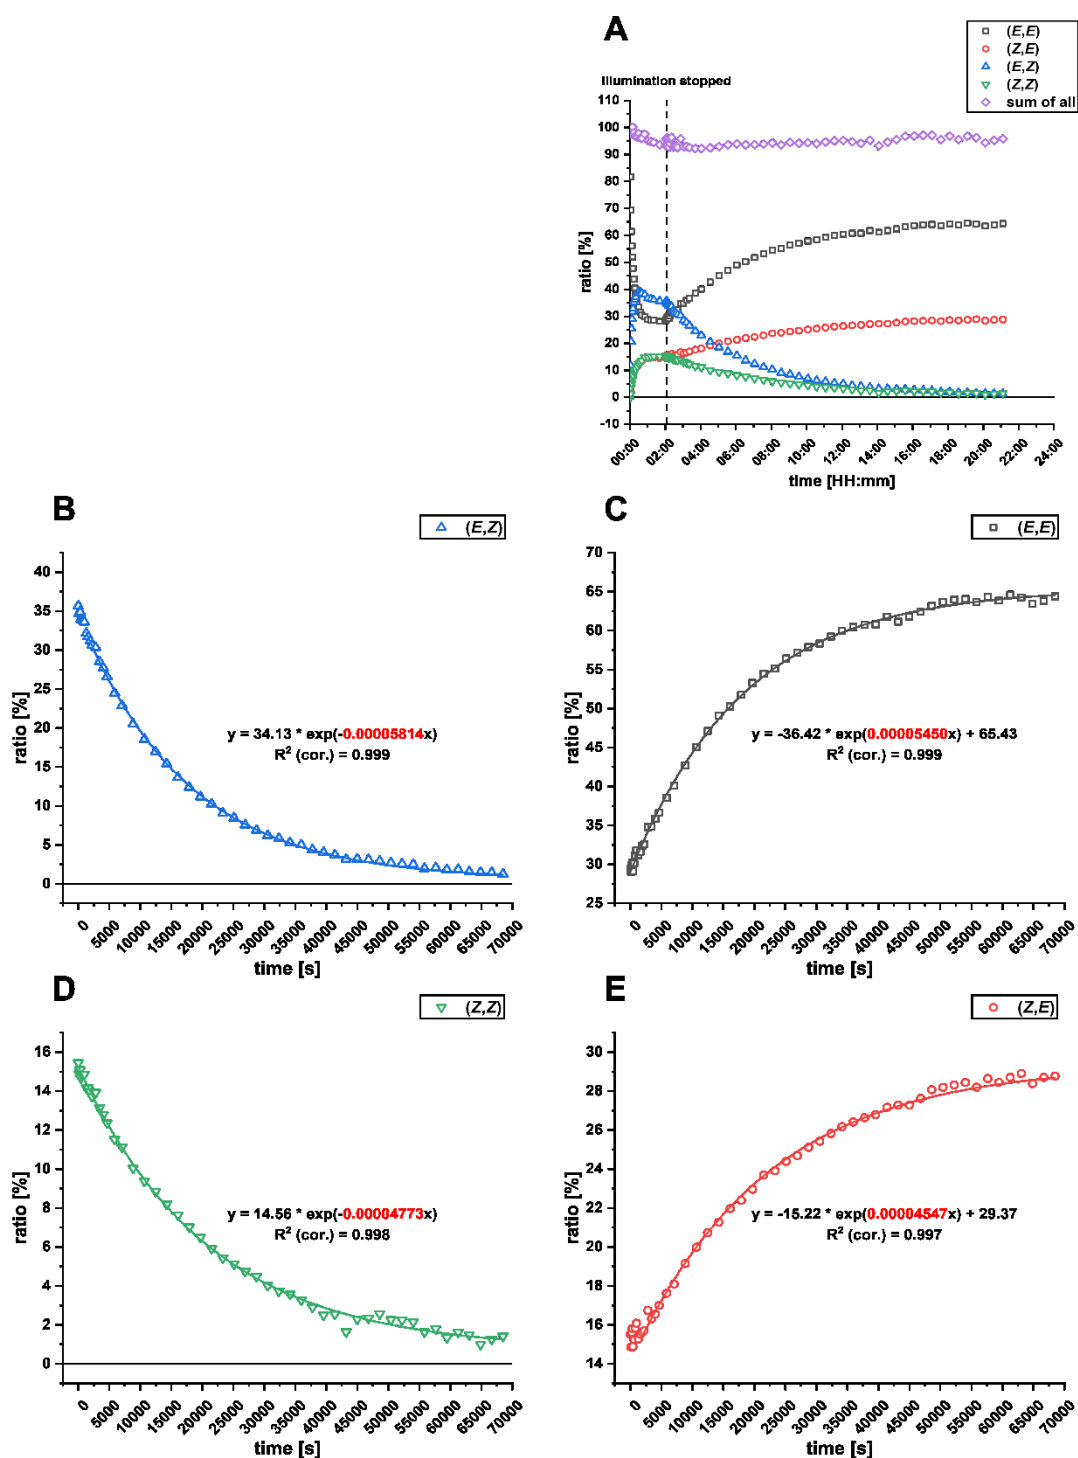 A
(E,E)
(Z,E)
(E,Z)
(Z,Z)
sum of all
Illumination stopped
110
100
90
80
70
60
50
40
30
20
10
0
-10
ratio [%]
00:00 02:00 04:00 06:00 08:00 10:00 12:00 14:00 16:00 18:00 20:00 22:00 24:00
time [HH:mm]
B
(E,Z)
40
35
30
25
20
15
10
5
0
ratio [%]
y = 34.13 * exp(-0.00005814x)
R² (cor.) = 0.999
0 5000 10000 15000 20000 25000 30000 35000 40000 45000 50000 55000 60000 65000 70000
time [s]
C
(E,E)
70
65
60
55
50
45
40
35
30
25
ratio [%]
y = -36.42 * exp(0.00005450x) + 65.43
R² (cor.) = 0.999
0 5000 10000 15000 20000 25000 30000 35000 40000 45000 50000 55000 60000 65000 70000
time [s]
D
(Z,Z)
16
14
12
10
8
6
4
2
0
ratio [%]
y = 14.56 * exp(-0.00004773x)
R² (cor.) = 0.998
0 5000 10000 15000 20000 25000 30000 35000 40000 45000 50000 55000 60000 65000 70000
time [s]
E
(Z,E)
30
28
26
24
22
20
18
16
14
ratio [%]
y = -15.22 * exp(0.00004547x) + 29.37
R² (cor.) = 0.997
0 5000 10000 15000 20000 25000 30000 35000 40000 45000 50000 55000 60000 65000 70000
time [s]